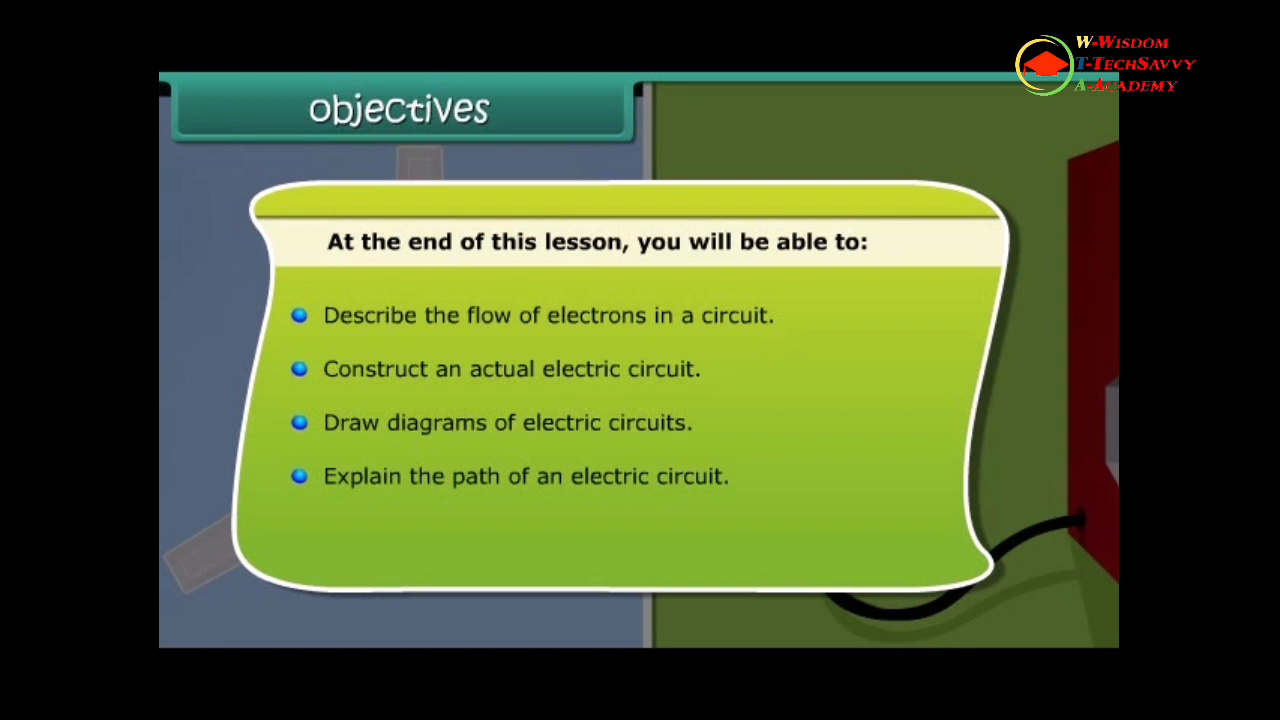 W-Wisdom
T-TechSavvy
A-Academy
objectives
At the end of this lesson, you will be able to:
Describe the flow of electrons in a circuit.
Construct an actual electric circuit.
Draw diagrams of electric circuits.
Explain the path of an electric circuit.